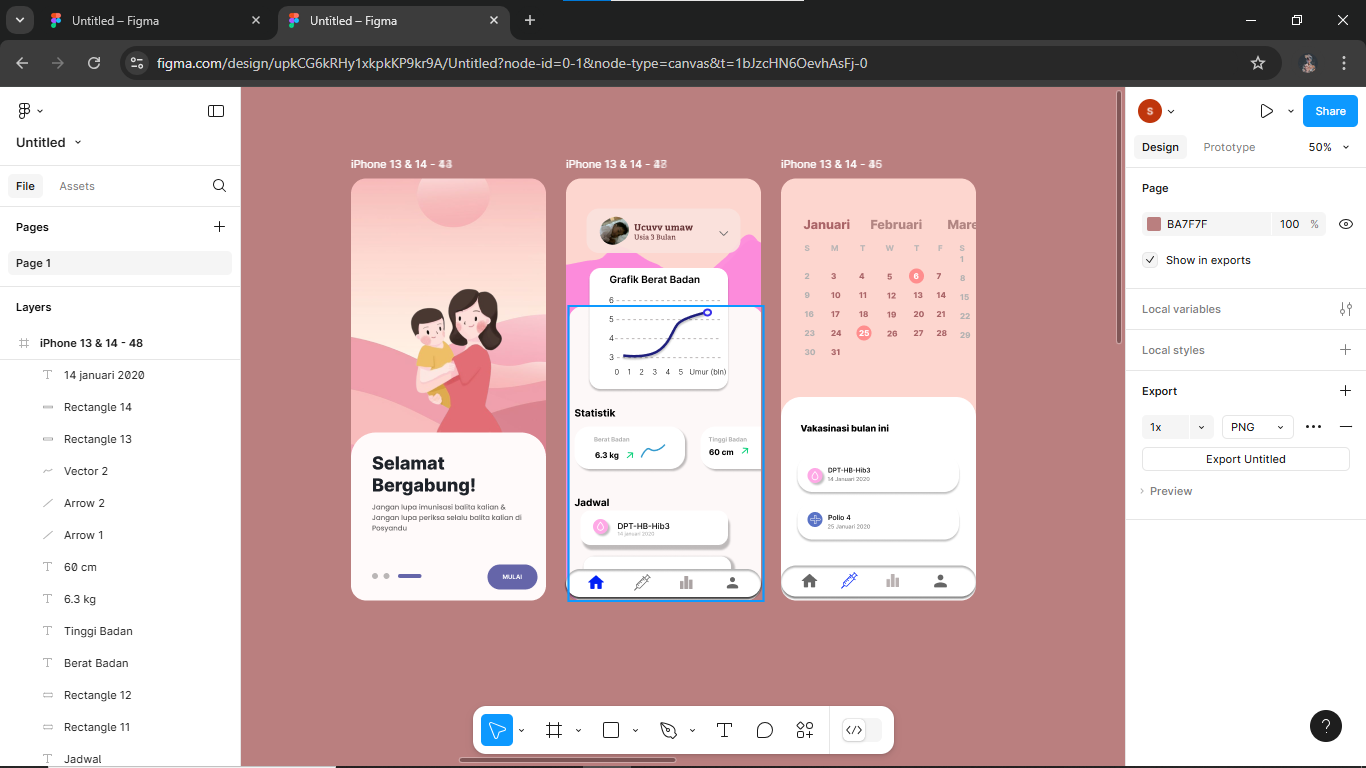 Untitled – Figma
Untitled – Figma
figma.com/design/upkCG6kRHy1xkpkKP9kr9A/Untitled?node-id=0-1&node-type=canvas&t=1bJzcHN6OevhAsFj-0
Untitled
File
Assets
Pages
Page 1
Layers
iPhone 13 & 14 - 48
14 januari 2020
Rectangle 14
Rectangle 13
Vector 2
Arrow 2
Arrow 1
60 cm
6.3 kg
Tinggi Badan
Berat Badan
Rectangle 12
Rectangle 11
Jadwal
iPhone 13 & 14 -
Selamat
Bergabung!
Jangan lupa imunisasi balita kalian &
Jangan lupa periksa selalu balita kalian di
Posyandu
MULAI
iPhone 13 & 14 -
Ucuvv umaw
Usia 3 Bulan
Grafik Berat Badan
6
5
4
3
0 1 2 3 4 5 Umur (bln)
Statistik
Berat Badan
6.3 kg
Tinggi Badan
60 cm
Jadwal
DPT-HB-Hib3
14 januari 2020
iPhone 13 & 14 -
Januari Februari Mare
S M T W T F S
1
2 3 4 5 6 7 8
9 10 11 12 13 14 15
16 17 18 19 20 21 22
23 24 25 26 27 28 29
30 31
Vakasinasi bulan ini
DPT-HB-Hib3
14 Januari 2020
Polio 4
25 Januari 2020
S
Share
Design
Prototype
50%
Page
BA7F7F
100 %
Show in exports
Local variables
Local styles
Export
1x
PNG
Export Untitled
Preview
?